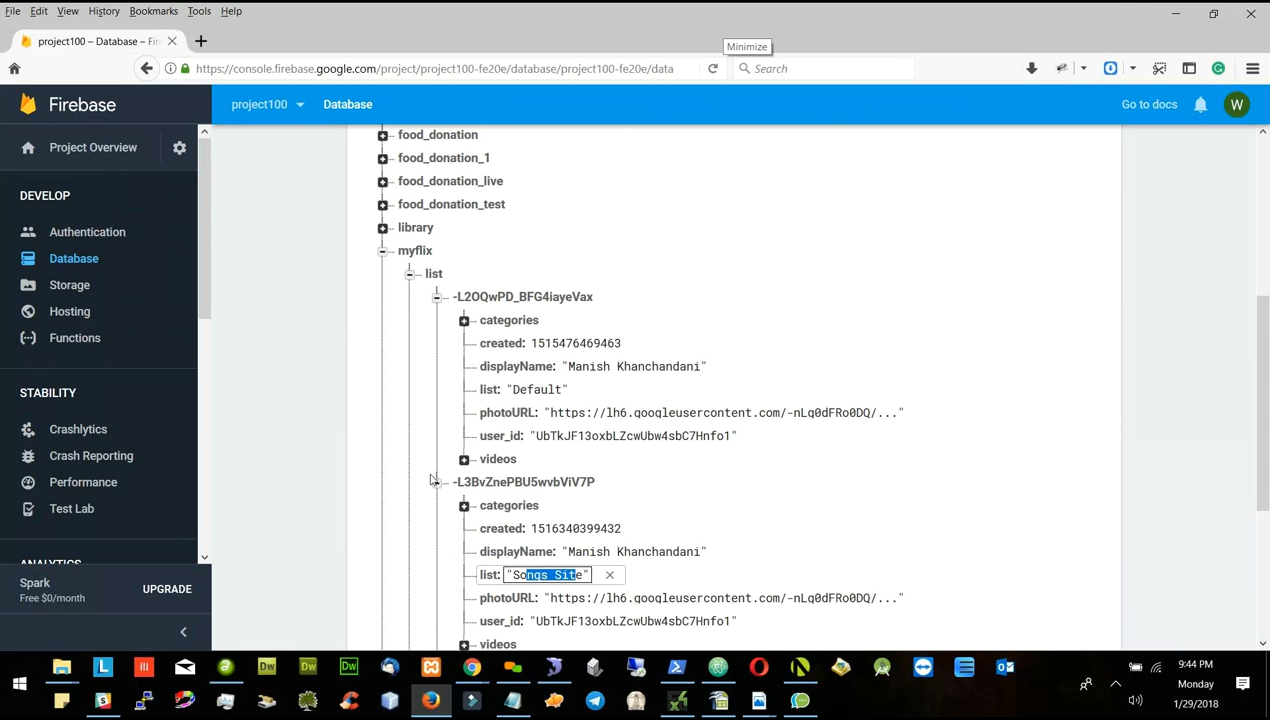 File Edit View History Bookmarks Tools Help
project100 – Database – Fir
Minimize
https://console.firebase.google.com/project/project100-fe20e/database/project100-fe20e/data
Search
Firebase
project100
Database
Go to docs
W
Project Overview
DEVELOP
Authentication
Database
Storage
Hosting
Functions
STABILITY
Crashlytics
Crash Reporting
Performance
Test Lab
Spark
Free $0/month
UPGRADE
food_donation
food_donation_1
food_donation_live
food_donation_test
library
myflix
list
-L2OQwPD_BFG4iayeVax
categories
created: 1515476469463
displayName: "Manish Khanchandani"
list: "Default"
photoURL: "https://lh6.googleusercontent.com/-nLq0dFRo0DQ/..."
user_id: "UbTkJF13oxbLZcwUbw4sbC7Hnfo1"
videos
-L3BvZnePBU5wvbViV7P
categories
created: 1516340399432
displayName: "Manish Khanchandani"
list: "Songs Site"
photoURL: "https://lh6.googleusercontent.com/-nLq0dFRo0DQ/..."
user_id: "UbTkJF13oxbLZcwUbw4sbC7Hnfo1"
videos
9:44 PM
Monday
1/29/2018